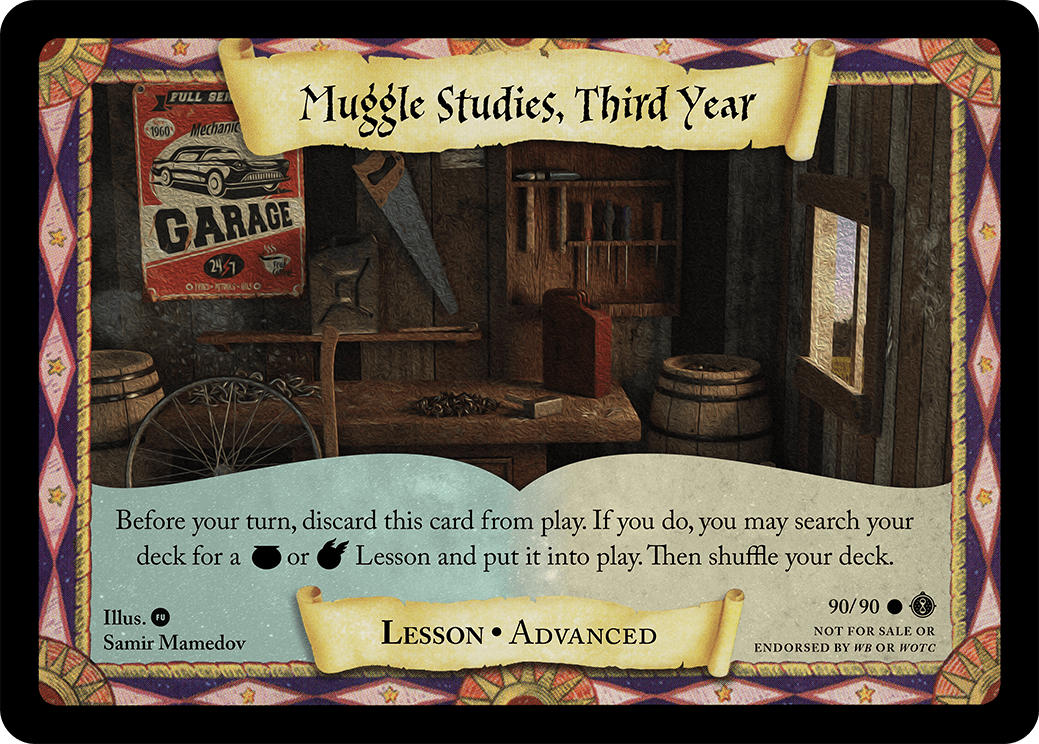 Muggle Studies, Third Year
FULL SER
1960
Mechanic
GARAGE
24/7
Before your turn, discard this card from play. If you do, you may search your
deck for a or Lesson and put it into play. Then shuffle your deck.
Illus. FU
Samir Mamedov
LESSON • ADVANCED
90/90
NOT FOR SALE OR
ENDORSED BY WB OR WOTC